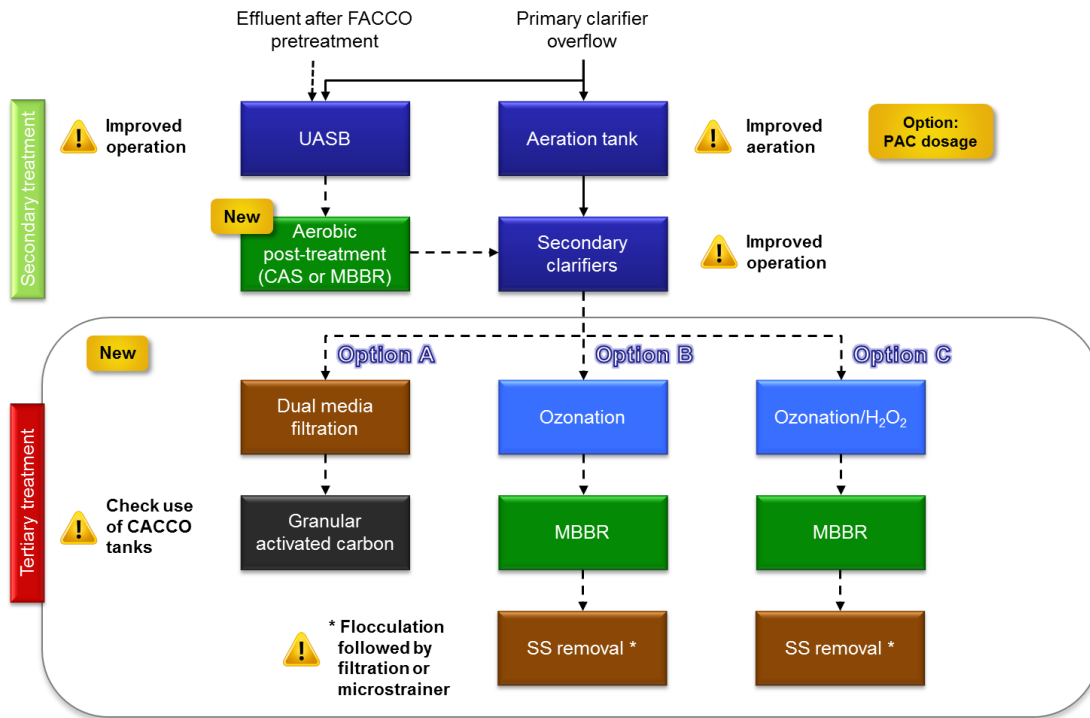 Effluent after FACCO
pretreatment
Primary clarifier
overflow
Secondary treatment
Improved
operation
UASB
Aeration tank
Improved
aeration
Option:
PAC dosage
New
Aerobic
post-treatment
(CAS or MBBR)
Secondary
clarifiers
Improved
operation
New
Option A
Option B
Option C
Tertiary treatment
Dual media
filtration
Ozonation
Ozonation/H₂O₂
Check use
of CACCO
tanks
Granular
activated carbon
MBBR
MBBR
* Flocculation
followed by
filtration or
microstrainer
SS removal *
SS removal *